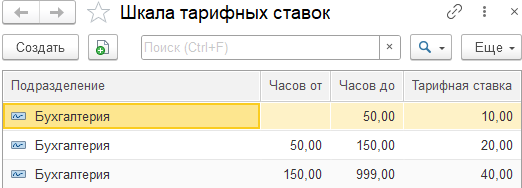 Шкала тарифных ставок
Создать Поиск (Ctrl+F) × Еще
Подразделение Часов от Часов до Тарифная ставка
Бухгалтерия 50,00 10,00
Бухгалтерия 50,00 150,00 20,00
Бухгалтерия 150,00 999,00 40,00